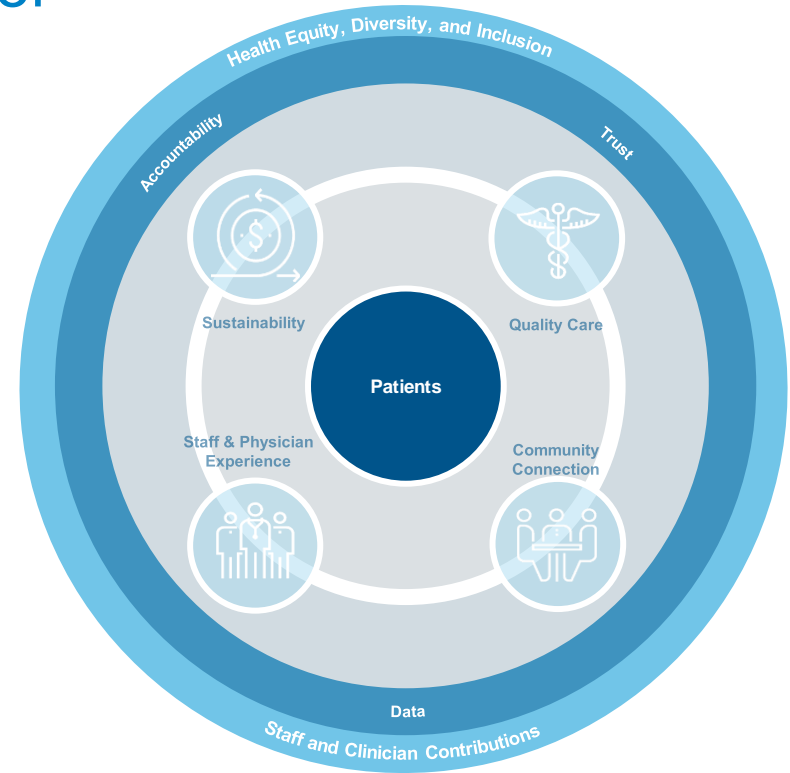 Health Equity, Diversity, and Inclusion
Accountability
Trust
Sustainability
Quality Care
Patients
Staff & Physician
Experience
Community
Connection
Data
Staff and Clinician Contributions